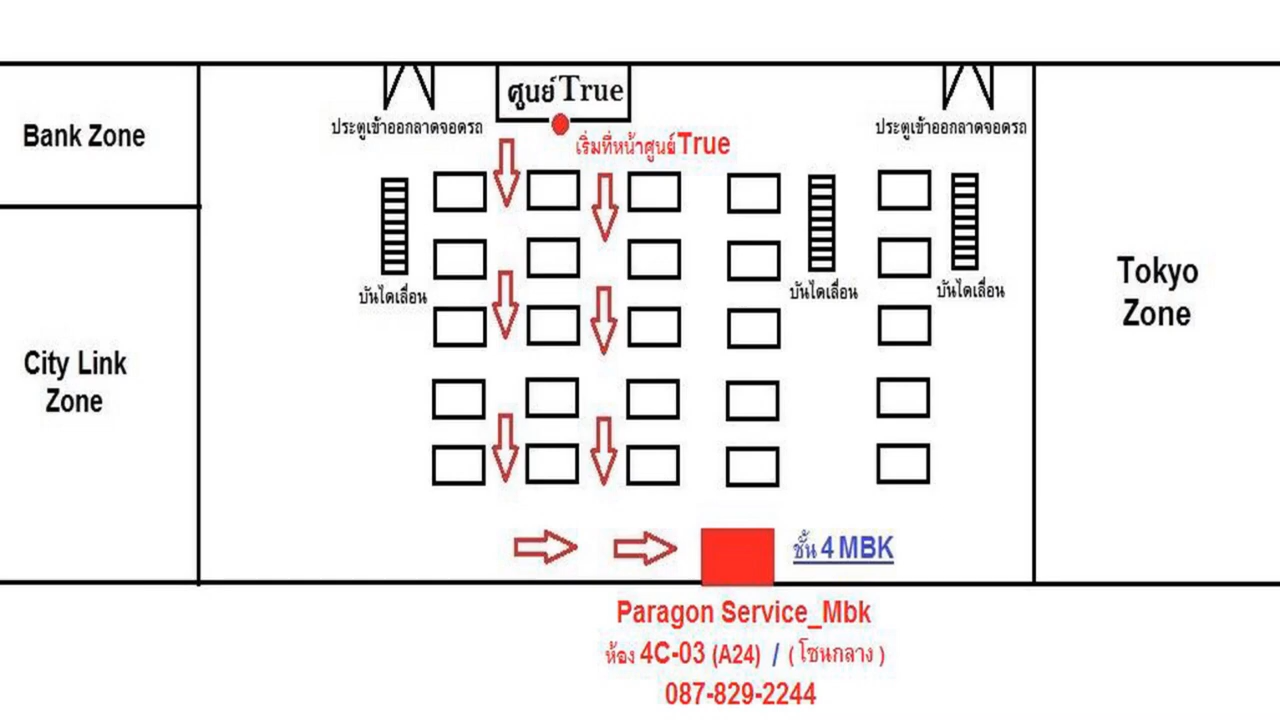 ศูนย์True
ประตูเข้าออกลาดจอดรถ
ประตูเข้าออกลาดจอดรถ
Bank Zone
เริ่มที่หน้าศูนย์True
บันไดเลื่อน
บันไดเลื่อน
บันไดเลื่อน
Tokyo
Zone
City Link
Zone
ชั้น 4 MBK
Paragon Service_Mbk
ห้อง 4C-03 (A24) / ( โซนกลาง )
087-829-2244